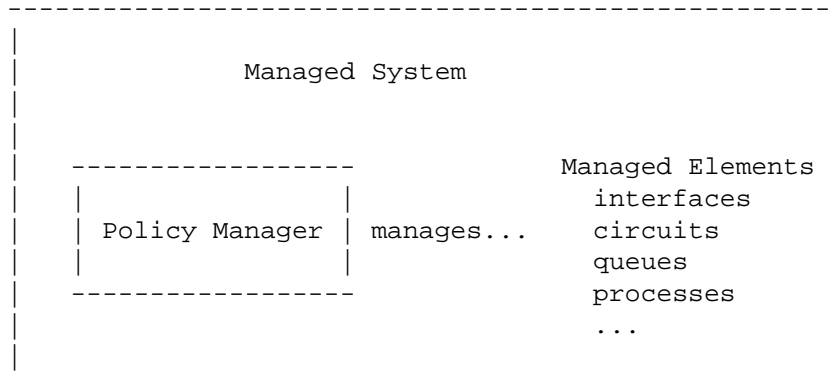 Managed System
Managed Elements
interfaces
Policy Manager manages... circuits
queues
processes
...